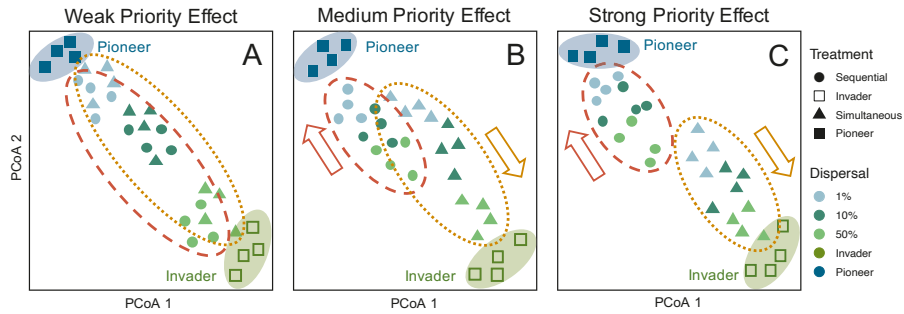 Weak Priority Effect
Medium Priority Effect
Strong Priority Effect
Pioneer
A
Pioneer
B
Pioneer
C
PCoA 2
Invader
Invader
Invader
PCoA 1
PCoA 1
PCoA 1
Treatment
Sequential
Invader
Simultaneous
Pioneer
Dispersal
1%
10%
50%
Invader
Pioneer